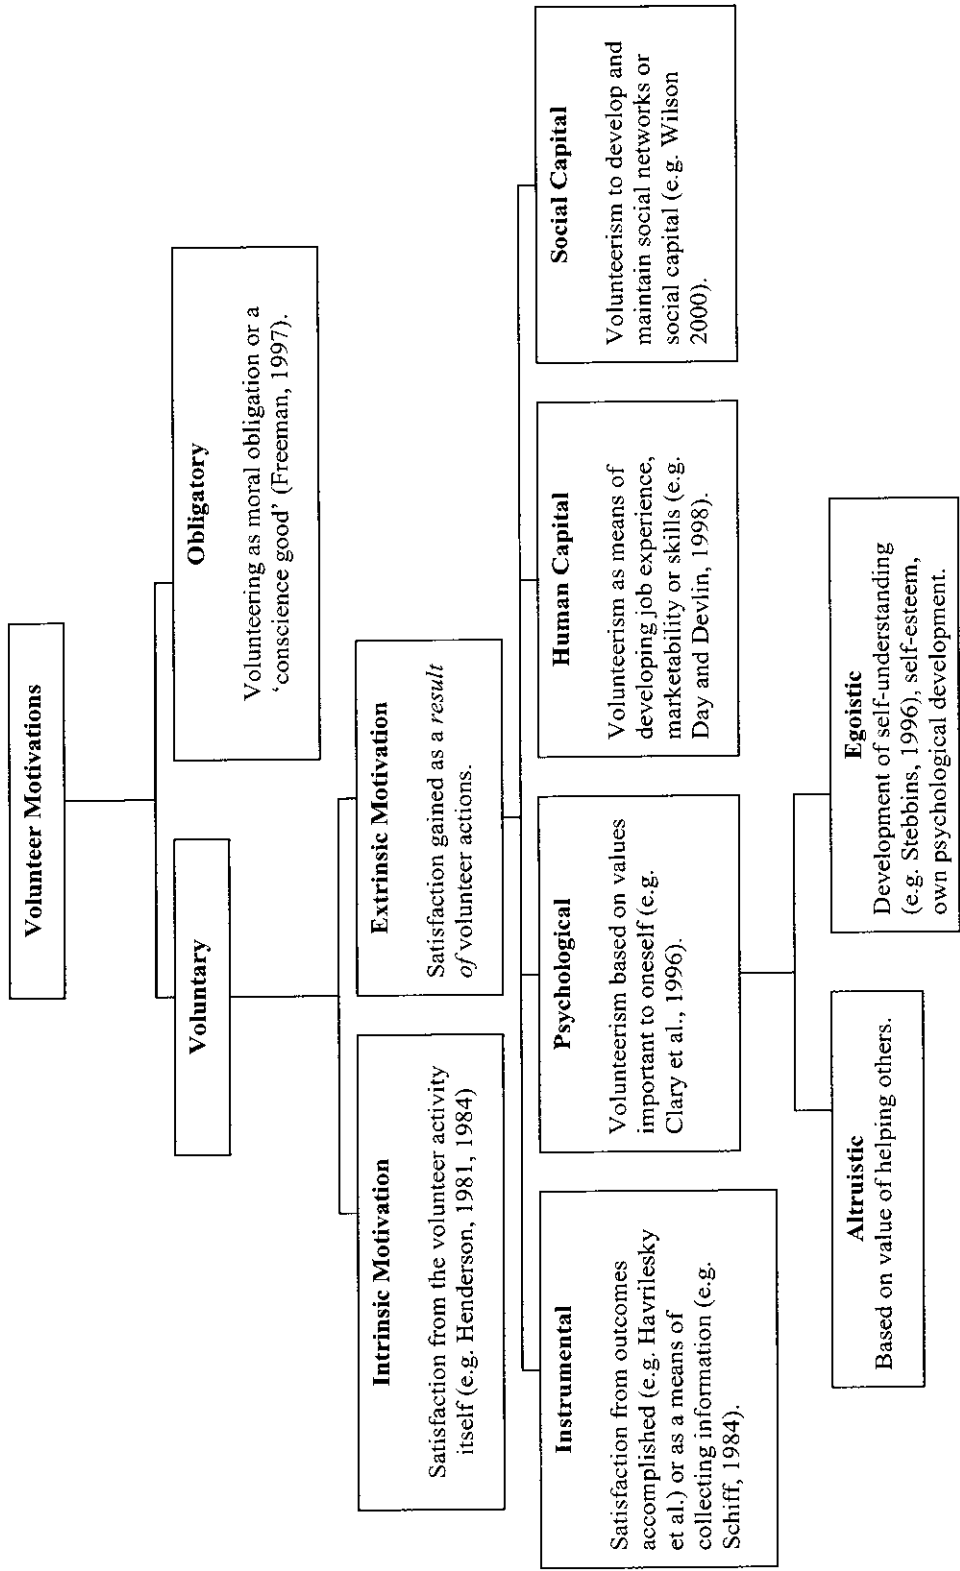 Volunteer Motivations
Voluntary
Obligatory
Volunteering as moral obligation or a
‘conscience good’ (Freeman, 1997).
Intrinsic Motivation
Satisfaction from the volunteer activity
itself (e.g. Henderson, 1981, 1984)
Extrinsic Motivation
Satisfaction gained as a result
of volunteer actions.
Instrumental
Satisfaction from outcomes
accomplished (e.g. Havrilesky
et al.) or as a means of
collecting information (e.g.
Schiff, 1984).
Psychological
Volunteerism based on values
important to oneself (e.g.
Clary et al., 1996).
Human Capital
Volunteerism as means of
developing job experience,
marketability or skills (e.g.
Day and Devlin, 1998).
Social Capital
Volunteerism to develop and
maintain social networks or
social capital (e.g. Wilson
2000).
Altruistic
Based on value of helping others.
Egoistic
Development of self-understanding
(e.g. Stebbins, 1996), self-esteem,
own psychological development.